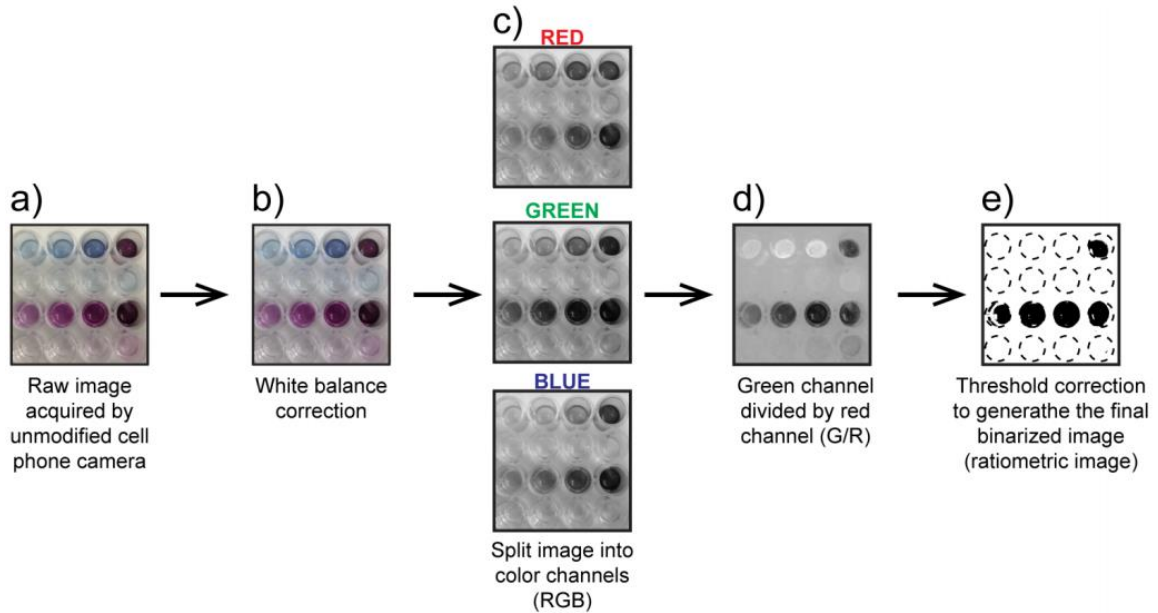 a)
Raw image
acquired by
unmodified cell
phone camera
b)
White balance
correction
c)
RED
GREEN
BLUE
Split image into
color channels
(RGB)
d)
Green channel
divided by red
channel (G/R)
e)
Threshold correction
to generathe the final
binarized image
(ratiometric image)